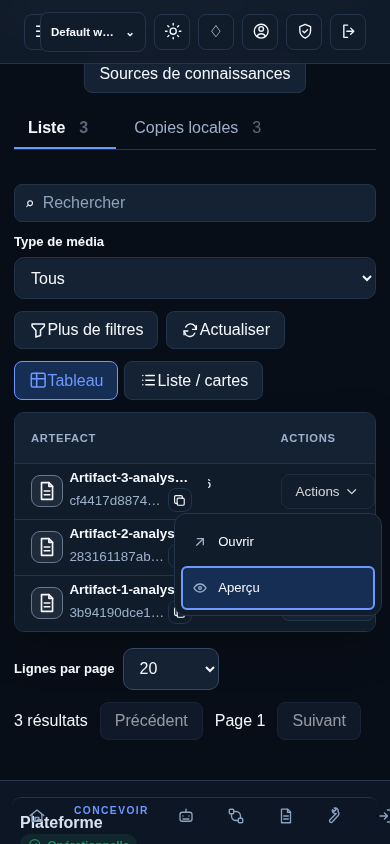 Default w… ⌄
Sources de connaissances
Liste 3 Copies locales 3
Rechercher
Type de média
Tous
Plus de filtres Actualiser
Tableau Liste / cartes
ARTEFACT ACTIONS
Artifact-3-analys…
cf4417d8874… Actions
Artifact-2-analys
283161187ab…
Ouvrir
Aperçu
Artifact-1-analys
3b94190dce1…
Lignes par page 20
3 résultats Précédent Page 1 Suivant
CONCEVOIR
Plateforme
Opérationnelle